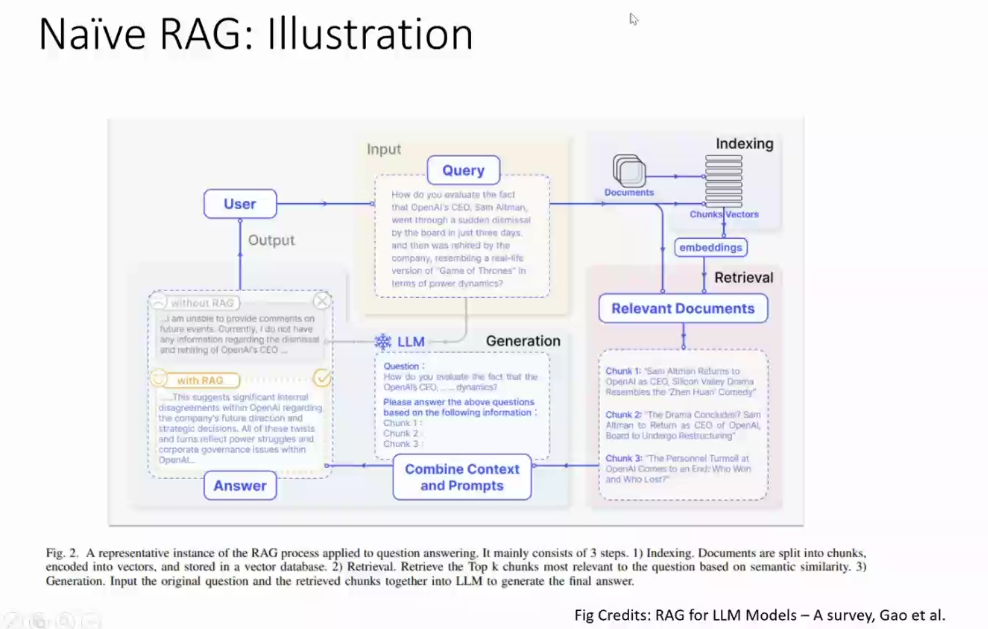 Naïve RAG: Illustration
Input
Query
How do you evaluate the fact
that OpenAI's CEO, Sam Altman,
went through a sudden dismissal
by the board in just three days,
and then was rehired by the
company, resembling a real-life
version of "Game of Thrones" in
terms of power dynamics?
Indexing
Documents
Chunks Vectors
embeddings
User
Output
Retrieval
Relevant Documents
Chunk 1: "Sam Altman Returns to
OpenAI as CEO, Silicon Valley Drama
Resembles the 'Zhen Huan' Comedy"
Chunk 2: "The Drama Concludes? Sam
Altman to Return as CEO of OpenAI,
Board to Undergo Restructuring"
Chunk 3: "The Personnel Turmoil at
OpenAI Comes to an End: Who Won
and Who Lost?"
without RAG
...I am unable to provide comments on
future events. Currently, I do not have
any information regarding the dismissal
and rehiring of OpenAI's CEO ...
with RAG
.....This suggests significant internal
disagreements within OpenAI regarding
the company's future direction and
strategic decisions. All of these twists
and turns reflect power struggles and
corporate governance issues within
OpenAI...
Answer
LLM
Generation
Question :
How do you evaluate the fact that the
OpenAI's CEO, ... ... dynamics?
Please answer the above questions
based on the following information :
Chunk 1 :
Chunk 2 :
Chunk 3 :
Combine Context
and Prompts
Fig. 2. A representative instance of the RAG process applied to question answering. It mainly consists of 3 steps. 1) Indexing. Documents are split into chunks,
encoded into vectors, and stored in a vector database. 2) Retrieval. Retrieve the Top k chunks most relevant to the question based on semantic similarity. 3)
Generation. Input the original question and the retrieved chunks together into LLM to generate the final answer.
Fig Credits: RAG for LLM Models – A survey, Gao et al.